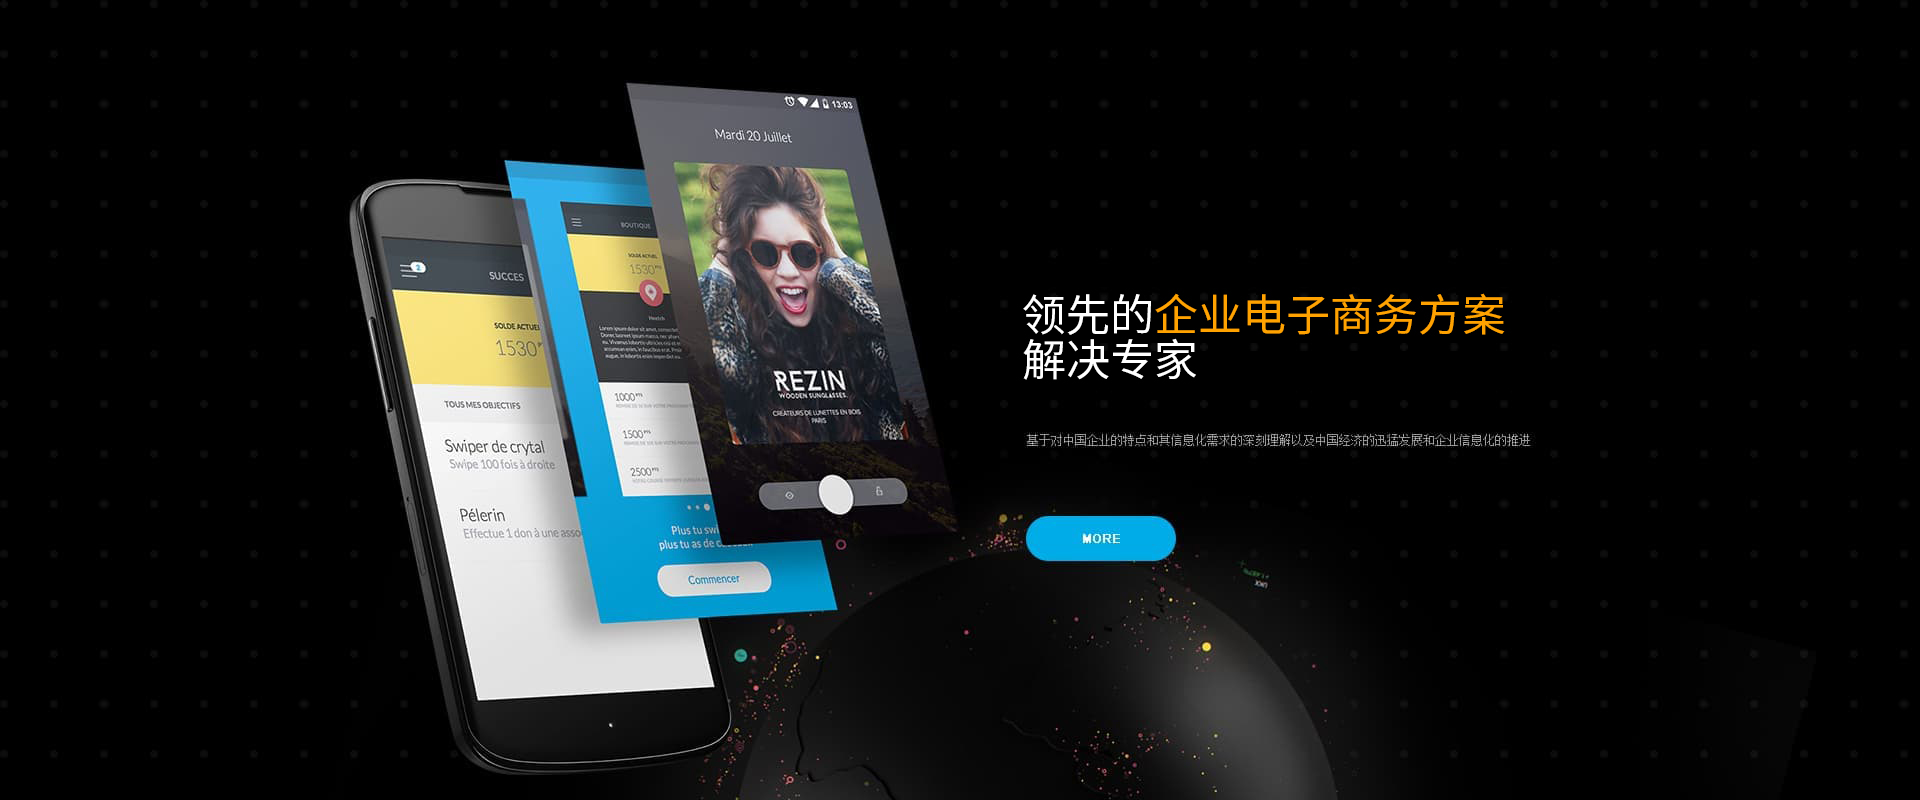 13:03
Mardi 20 Juillet
REZIN
WOODEN SUNGLASSES.
CRÉATEURS DE LUNETTES EN BOIS
PARIS
BOUTIQUE
SOLDE ACTUEL
1530
1000 PTS
1500 PTS
2500 PTS
Plus tu
plus tu as de
Commencer
2
SUCCES
SOLDE ACTUEL
1530
TOUS MES OBJECTIFS
Swiper de crytal
Swipe 100 fois à droite
Pélerin
Effectue 1 don à une
领先的企业电子商务方案
解决专家
基于对中国企业的特点和其信息化需求的深刻理解以及中国经济的迅猛发展和企业信息化的推进
MORE